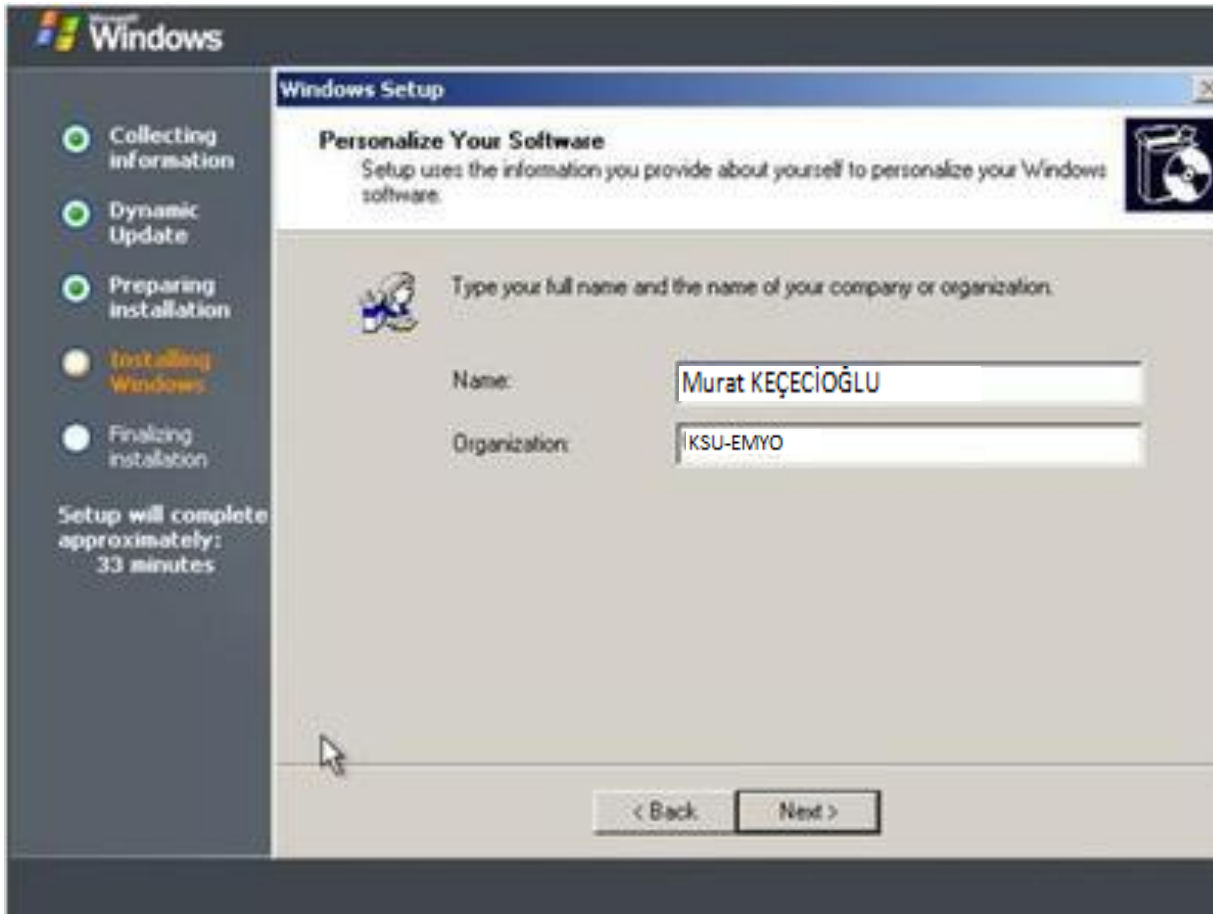 Microsoft
Windows
Collecting
information
Dynamic
Update
Preparing
installation
Installing
Windows
Finalizing
installation
Setup will complete
approximately:
33 minutes
Windows Setup
Personalize Your Software
Setup uses the information you provide about yourself to personalize your Windows
software.
Type your full name and the name of your company or organization.
Name: Murat KEÇECİOĞLU
Organization: KSU-EMYO
< Back Next >